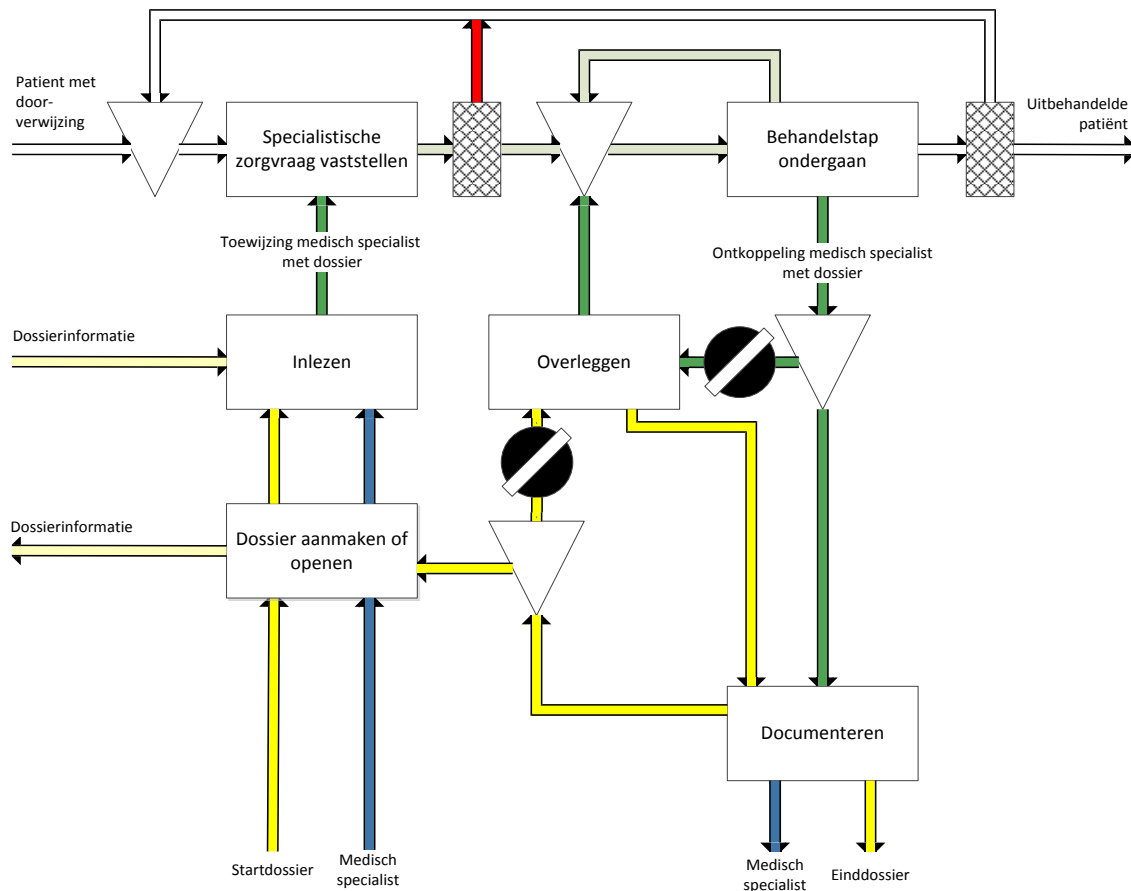 Patient met
door-
verwijzing
Specialistische
zorgvraag vaststellen
Behandelstap
ondergaan
Uitbehandelde
patiënt
Toewijzing medisch specialist
met dossier
Ontkoppeling medisch specialist
met dossier
Dossierinformatie
Inlezen
Overleggen
Dossierinformatie
Dossier aanmaken of
openen
Documenteren
Startdossier
Medisch
specialist
Medisch
specialist
Einddossier